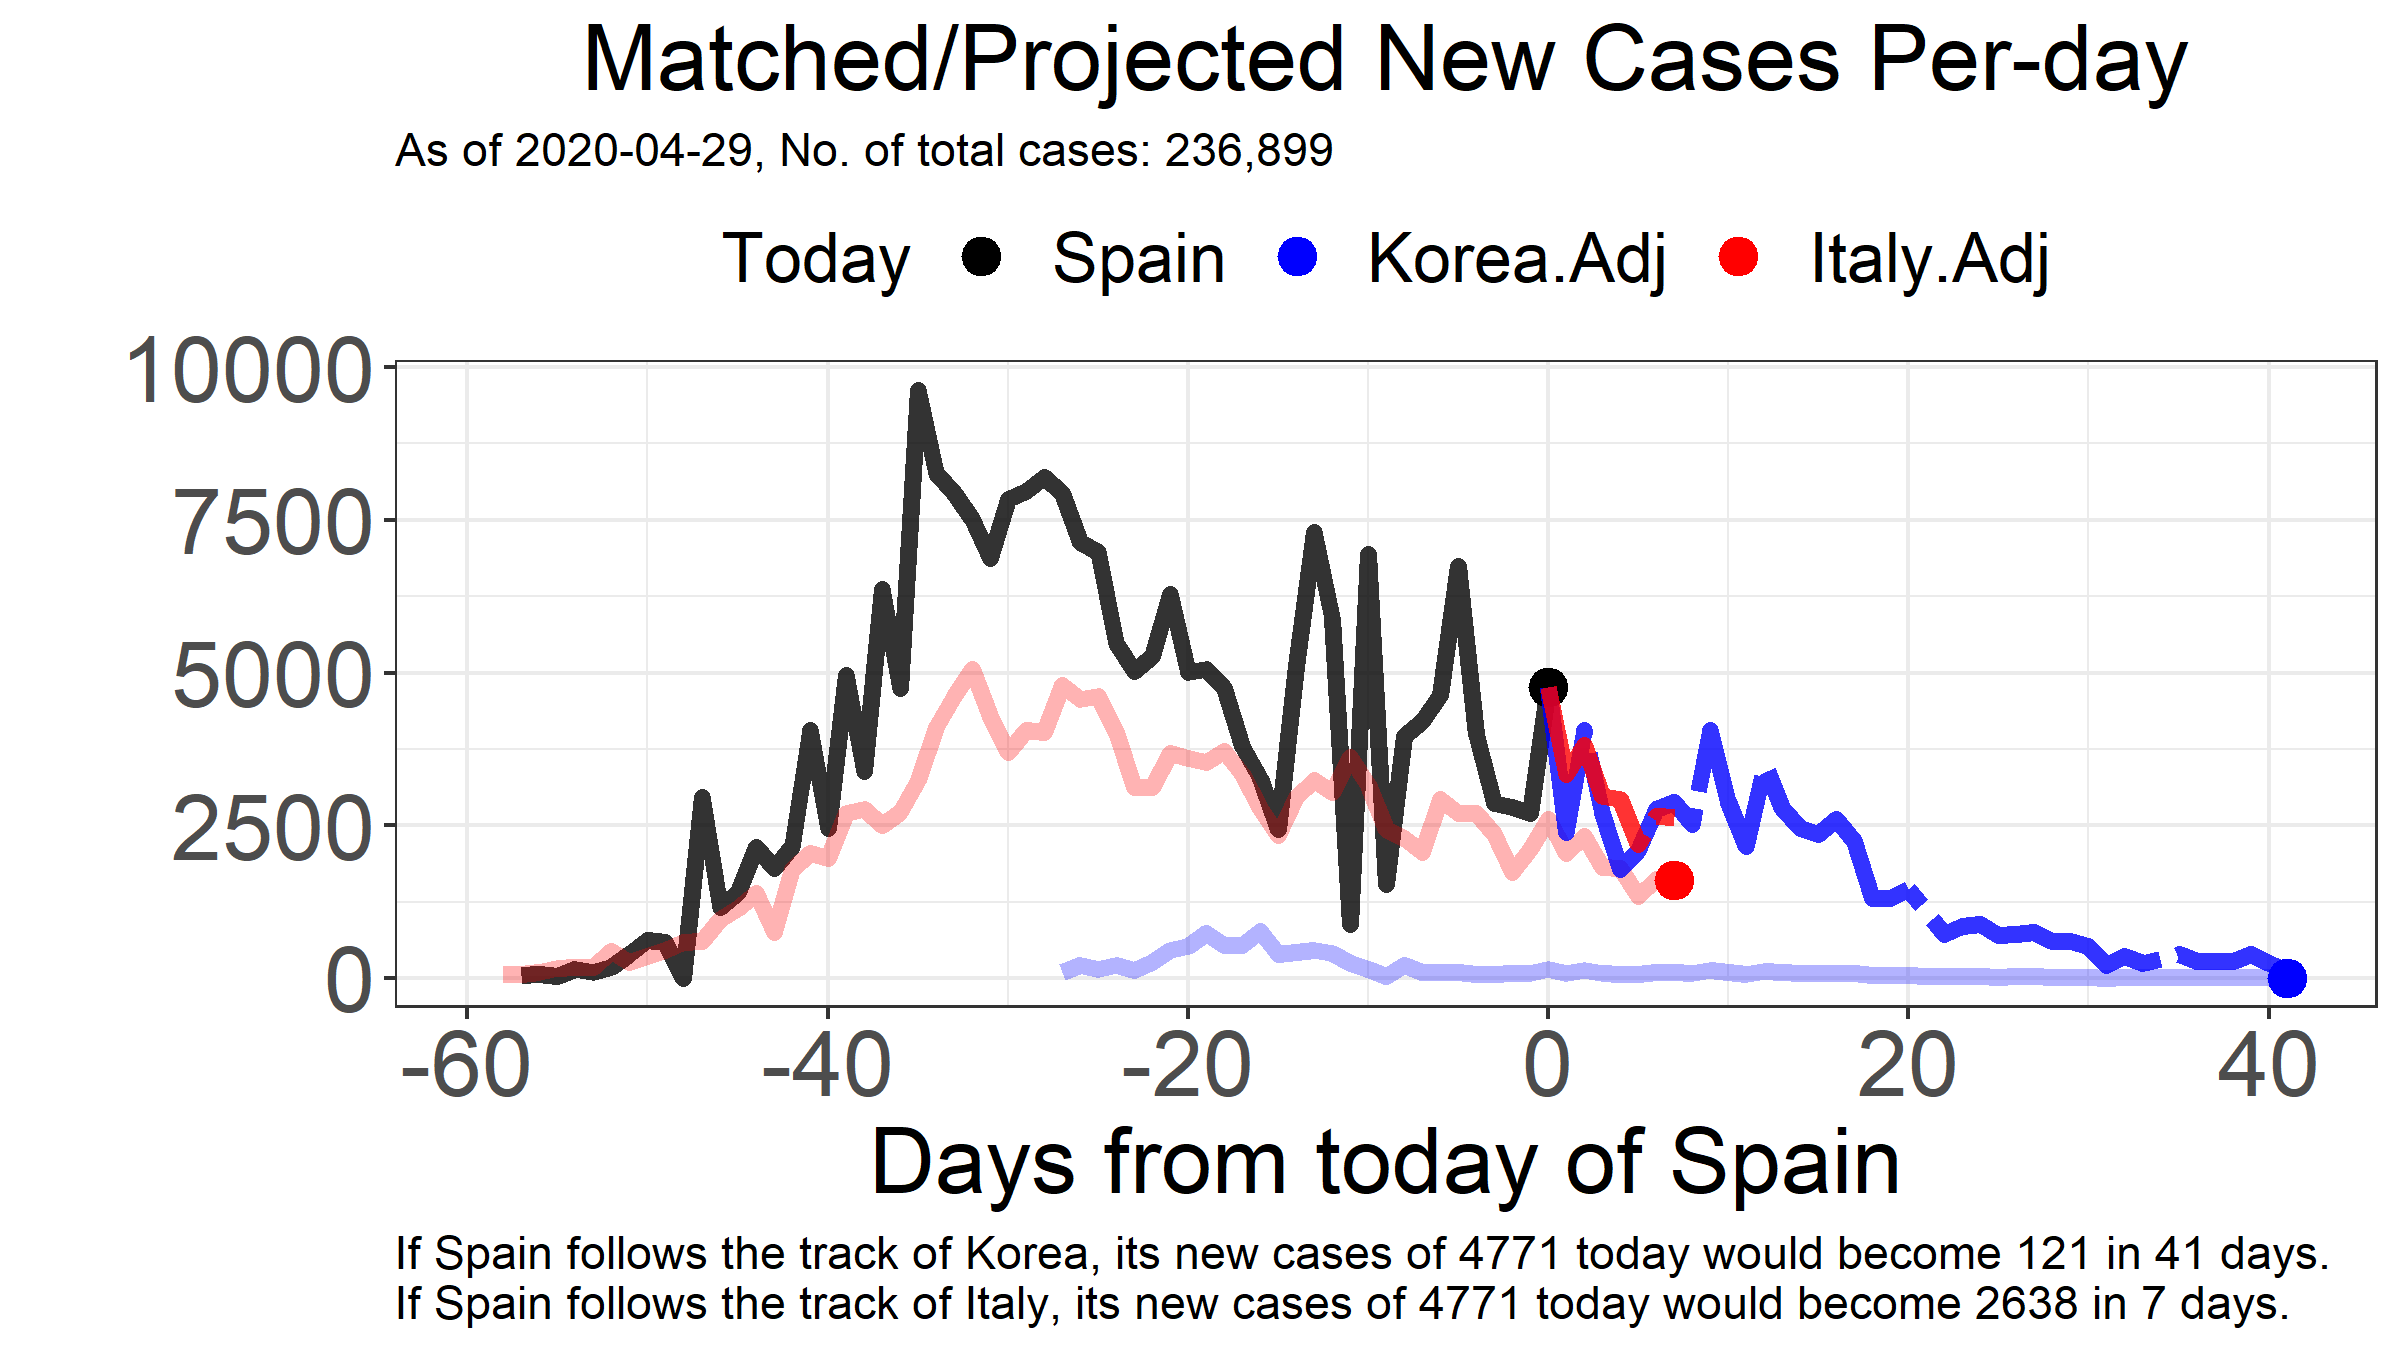 Matched/Projected New Cases Per-day
As of 2020-04-29, No. of total cases: 236,899
Today Spain Korea.Adj Italy.Adj
10000
7500
5000
2500
0
-60 -40 -20 0 20 40
Days from today of Spain
If Spain follows the track of Korea, its new cases of 4771 today would become 121 in 41 days.
If Spain follows the track of Italy, its new cases of 4771 today would become 2638 in 7 days.